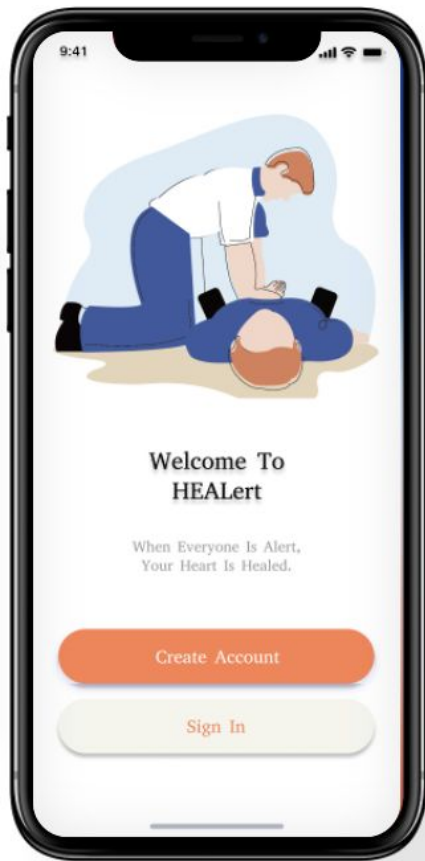 9:41
Welcome To
HEALert
When Everyone Is Alert,
Your Heart Is Healed.
Create Account
Sign In